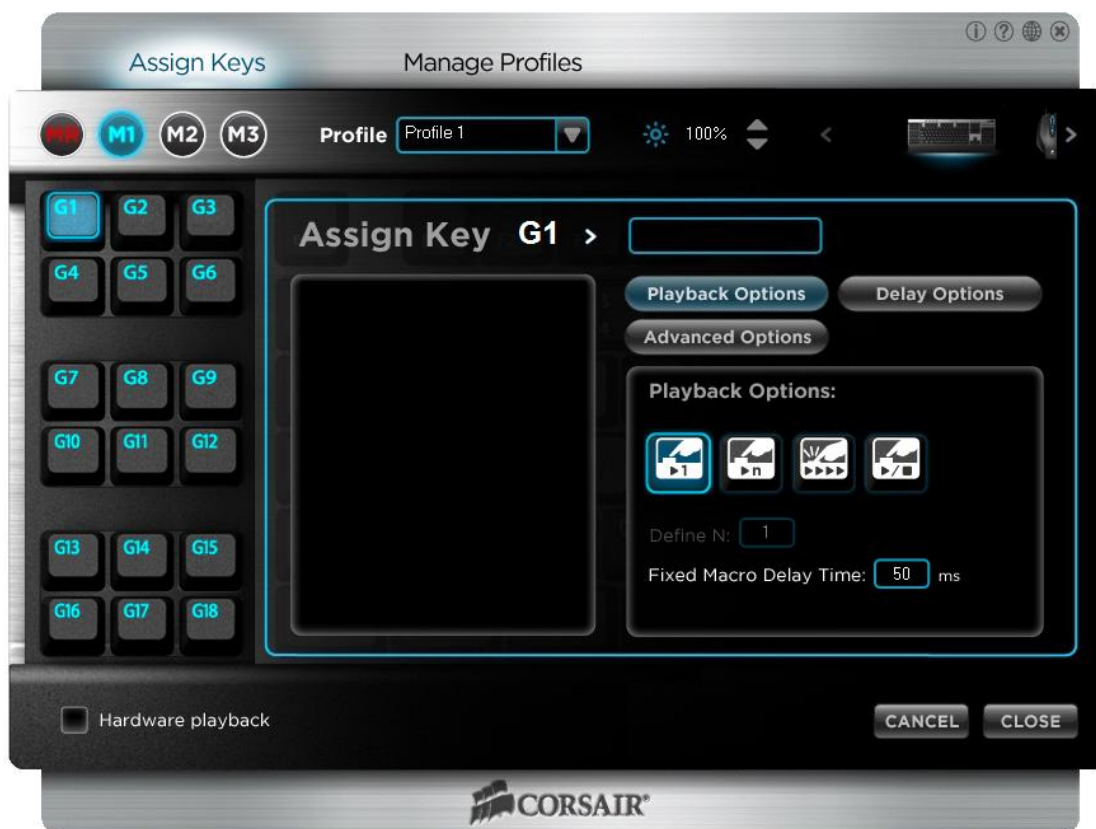 Assign Keys
Manage Profiles
MR M1 M2 M3 Profile Profile 1 100%
G1 G2 G3
G4 G5 G6
G7 G8 G9
G10 G11 G12
G13 G14 G15
G16 G17 G18
Assign Key G1 >
Playback Options Delay Options
Advanced Options
Playback Options:
1 n
Define N: 1
Fixed Macro Delay Time: 50 ms
Hardware playback
CANCEL CLOSE
CORSAIR®